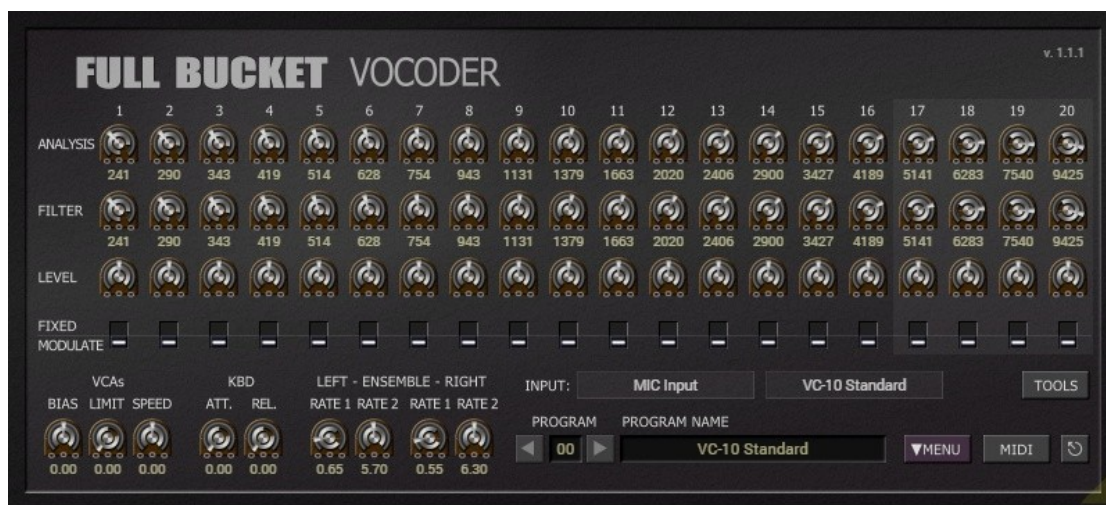 v. 1.1.1
FULL BUCKET VOCODER
1 2 3 4 5 6 7 8 9 10 11 12 13 14 15 16 17 18 19 20
ANALYSIS
241 290 343 419 514 628 754 943 1131 1379 1663 2020 2406 2900 3427 4189 5141 6283 7540 9425
FILTER
241 290 343 419 514 628 754 943 1131 1379 1663 2020 2406 2900 3427 4189 5141 6283 7540 9425
LEVEL
FIXED
MODULATE
VCAs KBD LEFT - ENSEMBLE - RIGHT INPUT: MIC Input VC-10 Standard TOOLS
BIAS LIMIT SPEED ATT. REL. RATE 1 RATE 2 RATE 1 RATE 2
PROGRAM PROGRAM NAME
00 VC-10 Standard ▼MENU MIDI
0.00 0.00 0.00 0.00 0.00 0.65 5.70 0.55 6.30